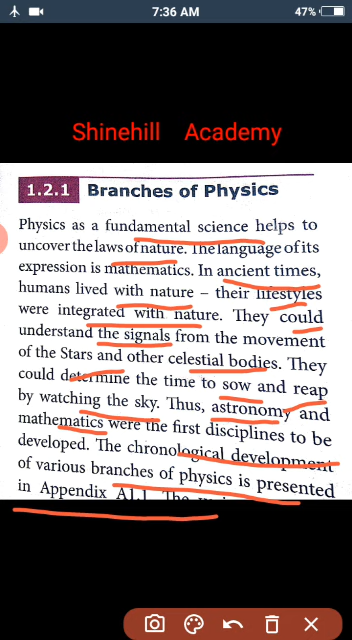 7:36 AM
47%
Shinehill Academy
1.2.1 Branches of Physics
Physics as a fundamental science helps to
uncover the laws of nature. The language of its
expression is mathematics. In ancient times,
humans lived with nature – their lifestyles
were integrated with nature. They could
understand the signals from the movement
of the Stars and other celestial bodies. They
could determine the time to sow and reap
by watching the sky. Thus, astronomy and
mathematics were the first disciplines to be
developed. The chronological development
of various branches of physics is presented
in Appendix A1.1. The